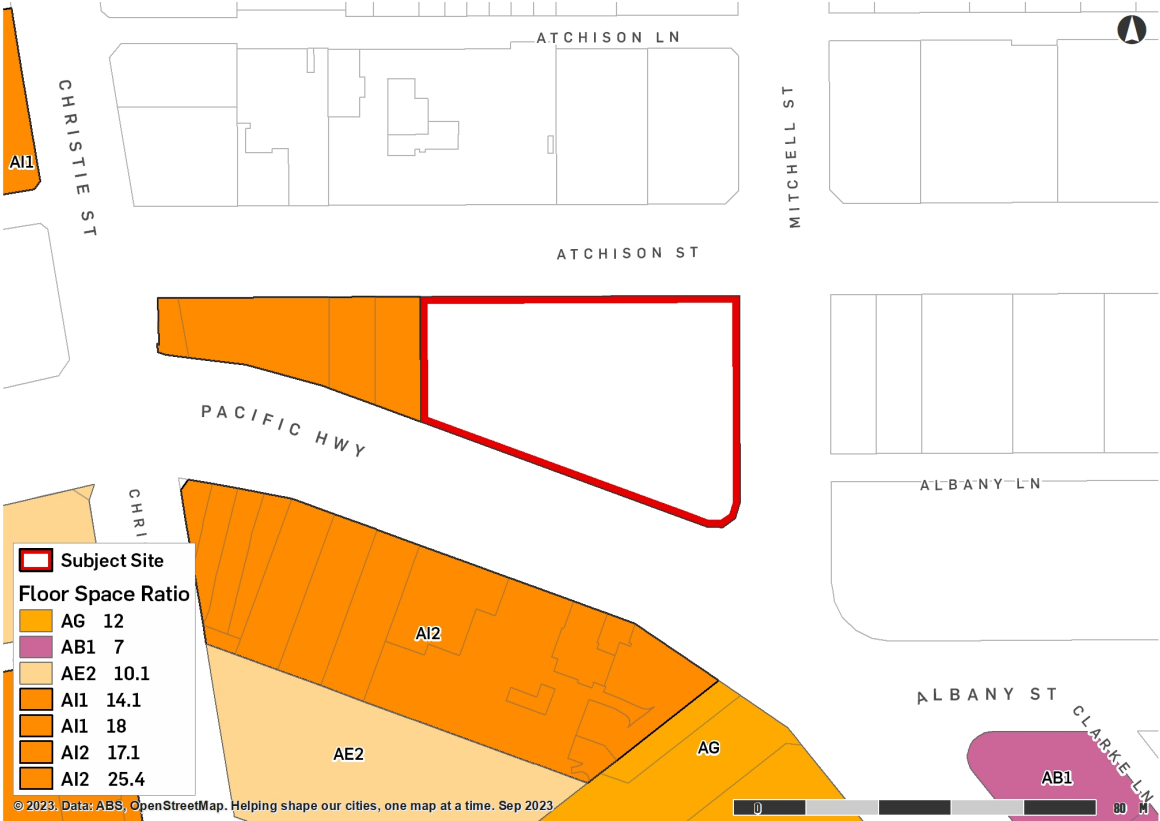 ATCHISON LN
CHRISTIE ST
MITCHELL ST
AI1
ATCHISON ST
PACIFIC HWY
ALBANY LN
CHRI
Subject Site
Floor Space Ratio
AG 12
AB1 7
AE2 10.1
AI1 14.1
AI1 18
AI2 17.1
AI2 25.4
AI2
AE2
AG
ALBANY ST
CLARKE LN
AB1
© 2023. Data: ABS, OpenStreetMap. Helping shape our cities, one map at a time. Sep 2023.
0 80 M